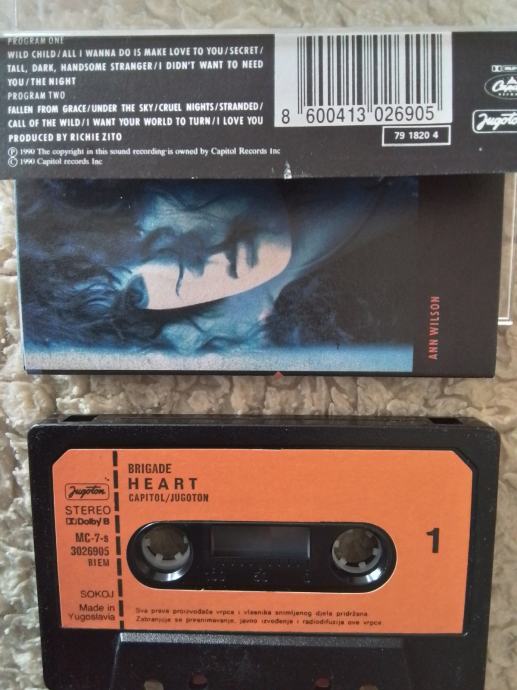 PROGRAM ONE
WILD CHILD/ALL I WANNA DO IS MAKE LOVE TO YOU/SECRET/
TALL, DARK, HANDSOME STRANGER/I DIDN'T WANT TO NEED
YOU/THE NIGHT
PROGRAM TWO
FALLEN FROM GRACE/UNDER THE SKY/CRUEL NIGHTS/STRANDED/
CALL OF THE WILD/I WANT YOUR WORLD TO TURN/I LOVE YOU
PRODUCED BY RICHIE ZITO
Ⓟ 1990 The copyright in this sound recording is owned by Capitol Records Inc
© 1990 Capitol records Inc
8 600413 026905
79 1820 4
ANN WILSON
Jugoton
STEREO
Dolby B
MC-7-s
3026905
BIEM
SOKOJ
Made in
Yugoslavia
BRIGADE
HEART
CAPITOL/JUGOTON
1
Sva prava proizvođača vrpce i vlasnika snimljenog djela pridržana.
Zabranjuje se presnimavanje, javno izvođenje i radiodifuzija ove vrpce